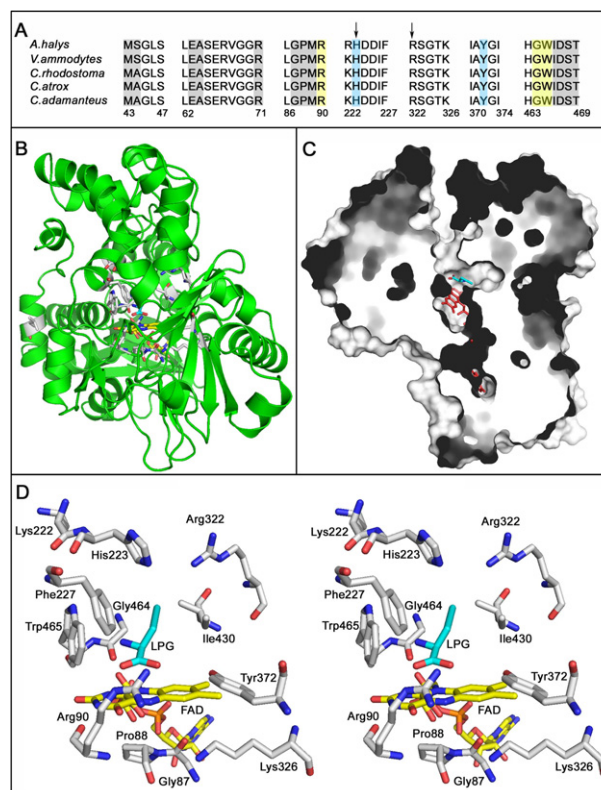 A
A.halys MSGLS LEASERVGGR LGPMR RHDDIF RSGTK IAYGI HGWIDST
V.ammodytes MAGLS LEASERVGGR LGPMR KHDDIF RSGTK IAYGI HGWIDST
C.rhodostoma MAGLS LEASERVGGR LGPMR KHDDIF RSGTK IAYGI HGWIDST
C.atrox MAGLS LEASERVGGR LGPMR KHDDIF RSGTK IAYGI HGWIDST
C.adamanteus MAGLS LEASERVGGR LGPMR KHDDIF RSGTK IAYGI HGWIDST
43 47 62 71 86 90 222 227 322 326 370 374 463 469
B
C
D
Lys222
His223
Arg322
Phe227
Gly464
Trp465
LPG
Ile430
Tyr372
Arg90
FAD
Pro88
Gly87
Lys326
Lys222
His223
Arg322
Phe227
Gly464
Trp465
LPG
Ile430
Tyr372
Arg90
FAD
Pro88
Gly87
Lys326